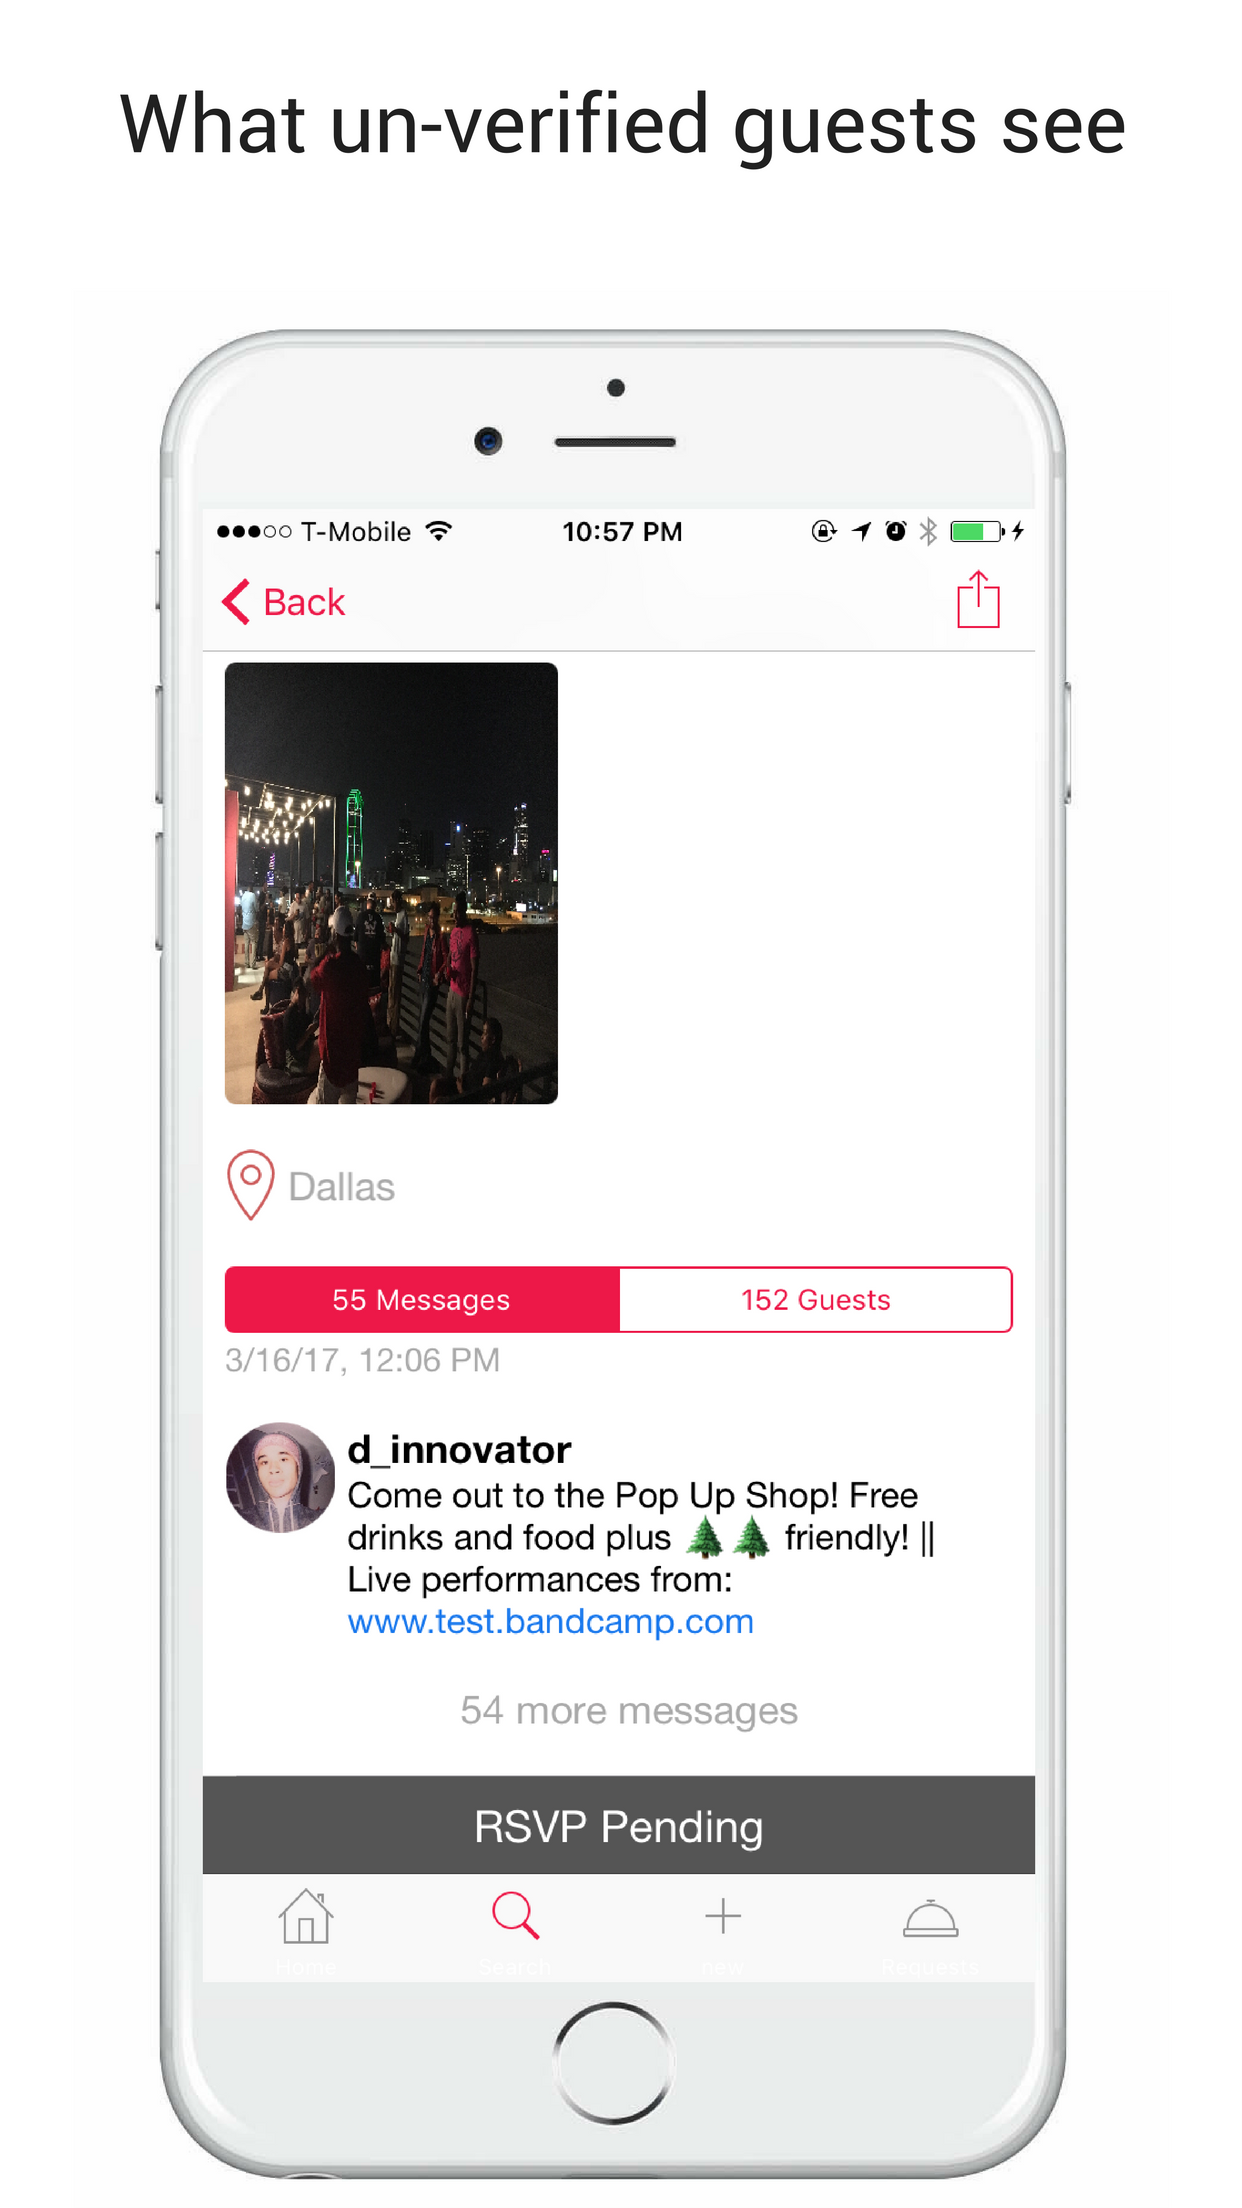 What un-verified guests see
T-Mobile 10:57 PM
Back
Dallas
55 Messages 152 Guests
3/16/17, 12:06 PM
d_innovator
Come out to the Pop Up Shop! Free
drinks and food plus 🌲🌲 friendly! ||
Live performances from:
www.test.bandcamp.com
54 more messages
RSVP Pending
Home Search new Requests